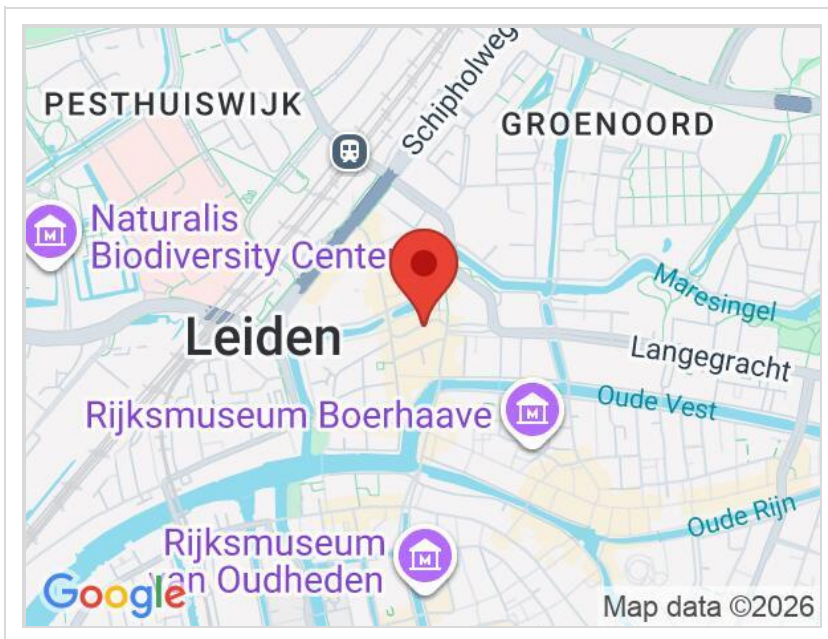 Schipholweg
PESTHUISWIJK
GROENOORD
Naturalis
Biodiversity Center
Maresingel
Leiden
Langegracht
Rijksmuseum Boerhaave
Oude Vest
Oude Rijn
Rijksmuseum
van Oudheden
Google
Map data ©2026